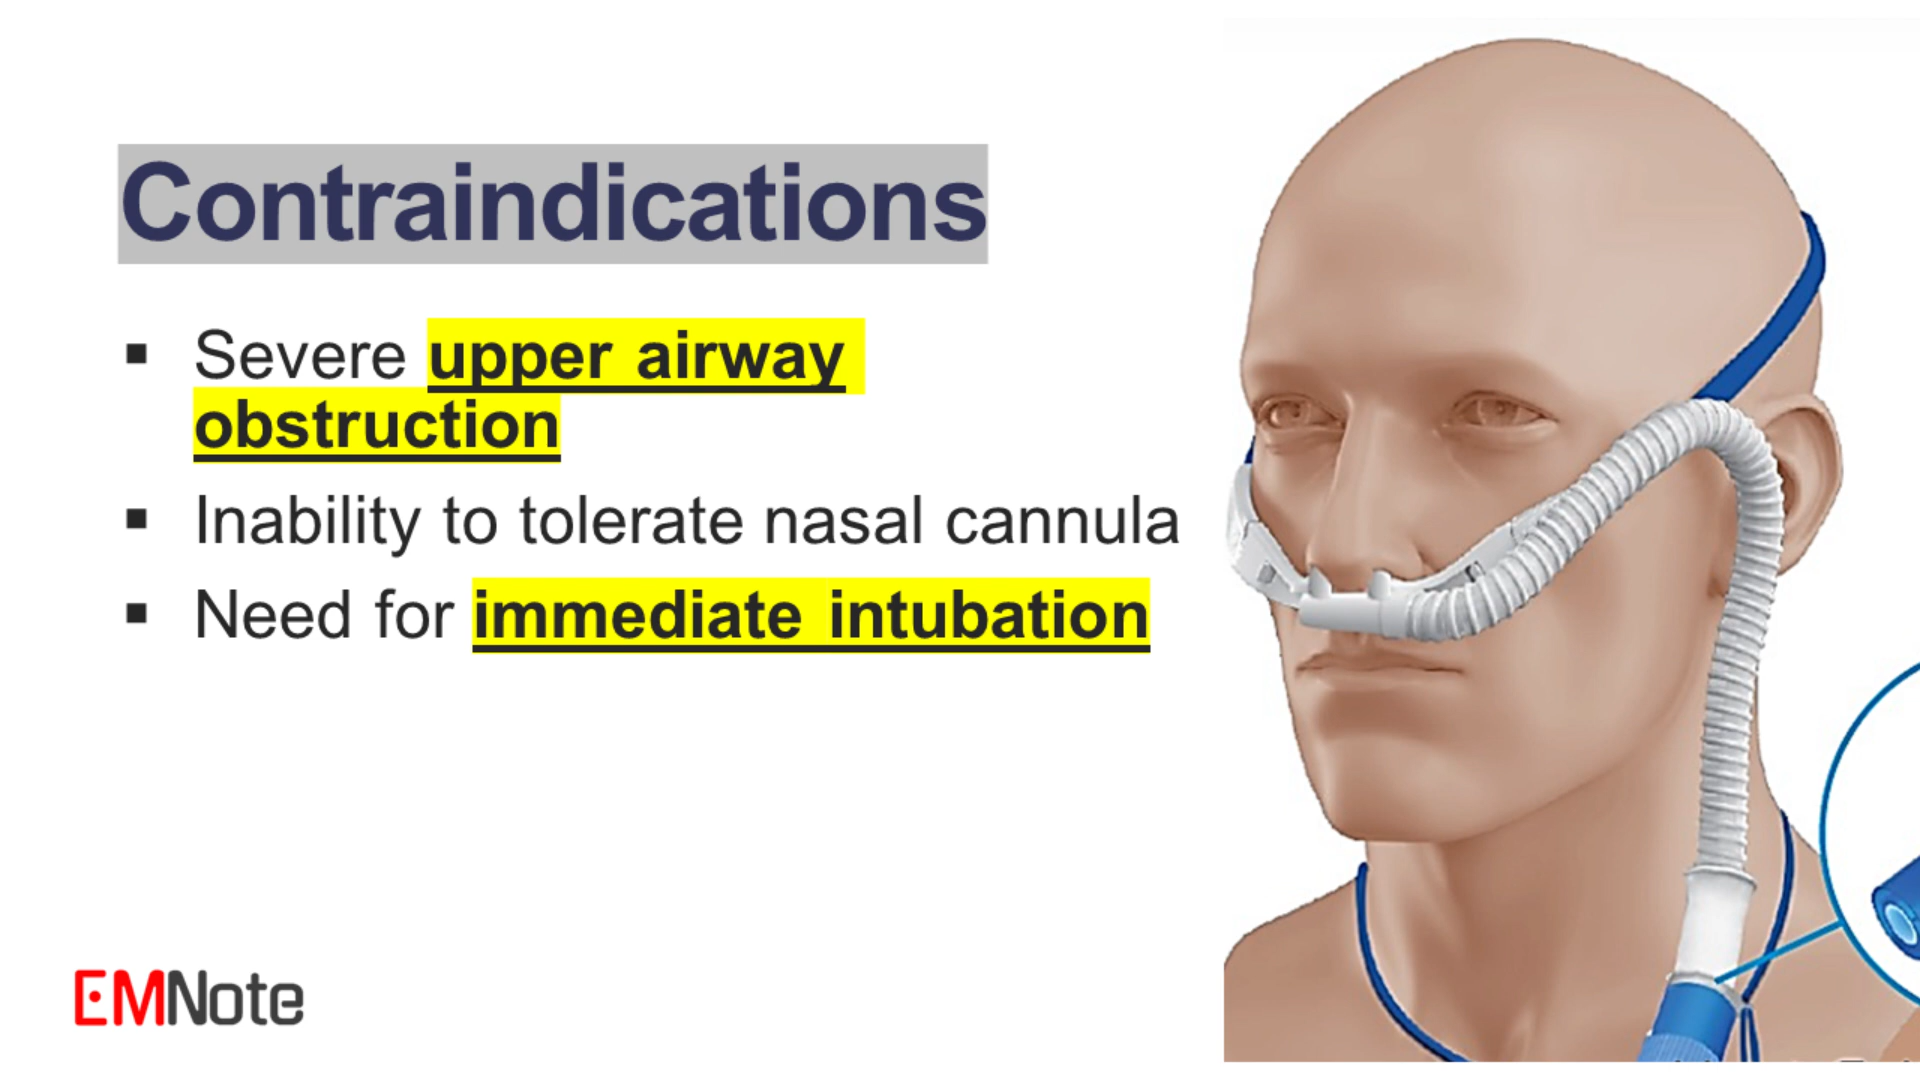 Contraindications
▪ Severe upper airway
obstruction
▪ Inability to tolerate nasal cannula
▪ Need for immediate intubation
EMNote